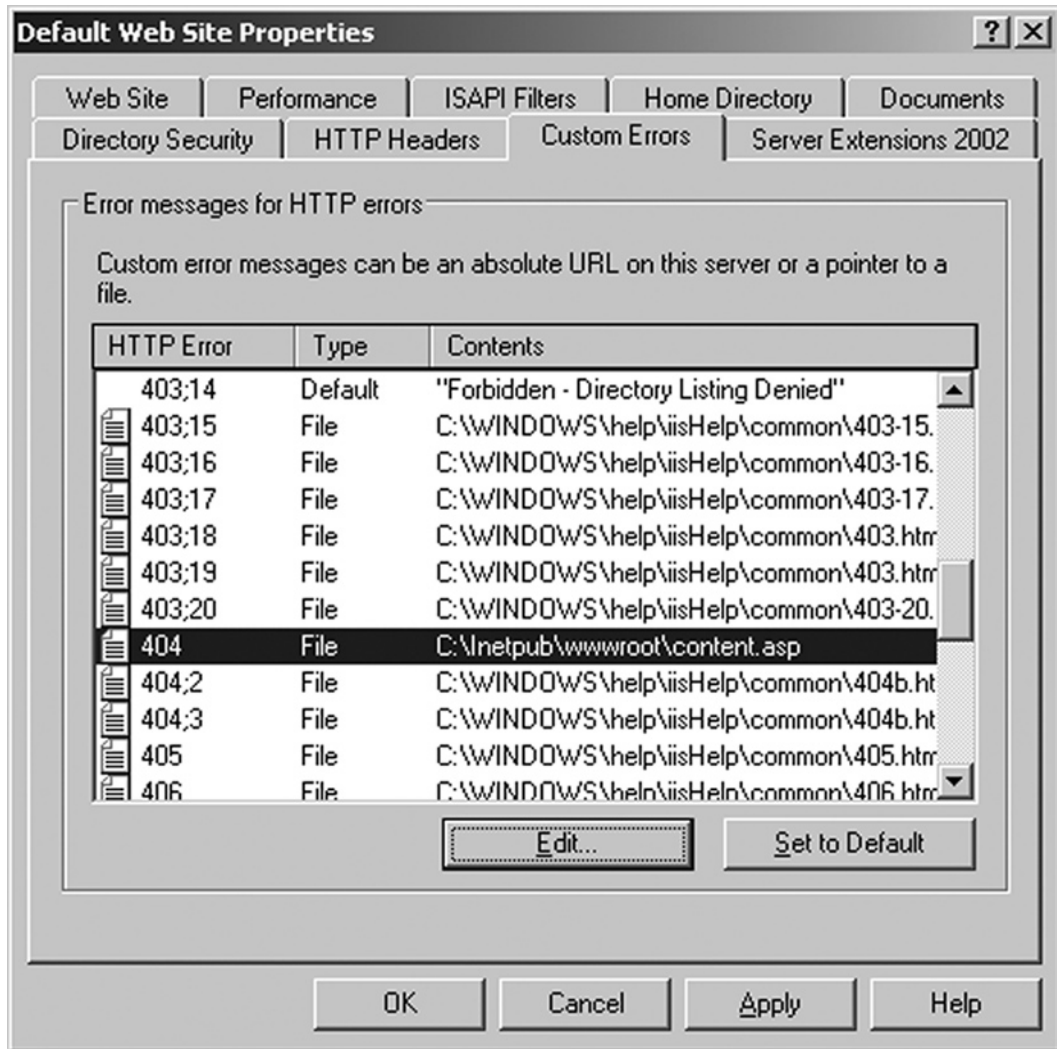 Default Web Site Properties
Web Site Performance ISAPI Filters Home Directory Documents
Directory Security HTTP Headers Custom Errors Server Extensions 2002
Error messages for HTTP errors
Custom error messages can be an absolute URL on this server or a pointer to a
file.
HTTP Error Type Contents
403;14 Default "Forbidden - Directory Listing Denied"
403;15 File C:\WINDOWS\help\iisHelp\common\403-15.
403;16 File C:\WINDOWS\help\iisHelp\common\403-16.
403;17 File C:\WINDOWS\help\iisHelp\common\403-17.
403;18 File C:\WINDOWS\help\iisHelp\common\403.htm
403;19 File C:\WINDOWS\help\iisHelp\common\403.htm
403;20 File C:\WINDOWS\help\iisHelp\common\403-20.
404 File C:\Inetpub\wwwroot\content.asp
404;2 File C:\WINDOWS\help\iisHelp\common\404b.ht
404;3 File C:\WINDOWS\help\iisHelp\common\404b.ht
405 File C:\WINDOWS\help\iisHelp\common\405.htm
406 File C:\WINDOWS\help\iisHelp\common\406.htm
Edit... Set to Default
OK Cancel Apply Help